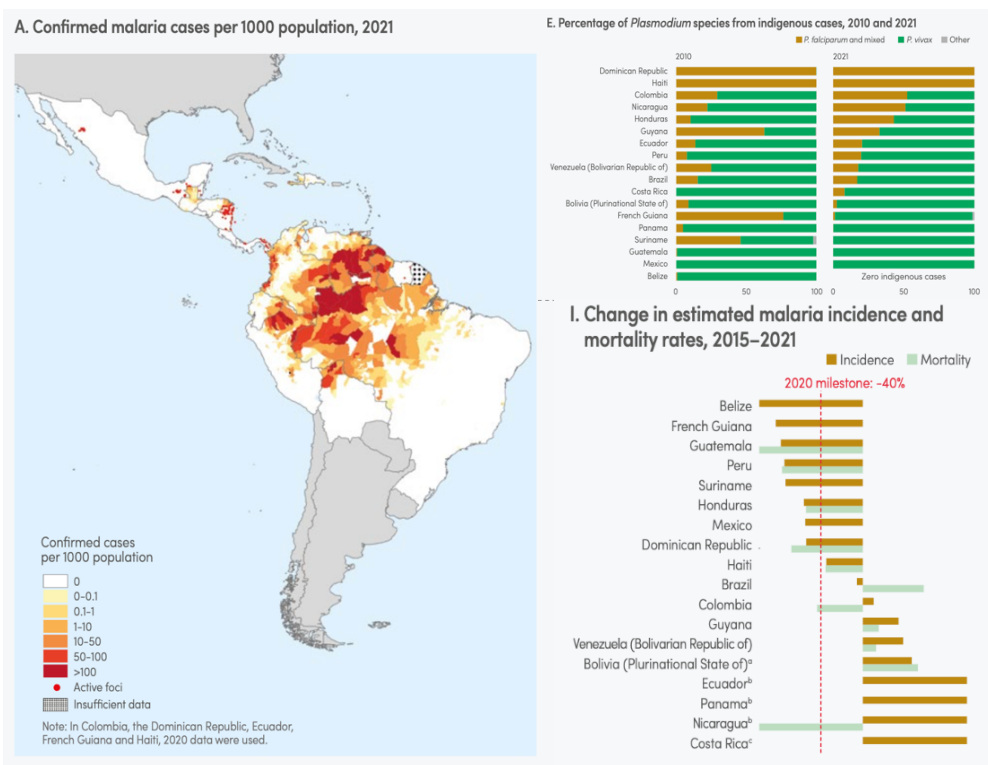 A. Confirmed malaria cases per 1000 population, 2021
Confirmed cases
per 1000 population
0
0-0.1
0.1-1
1-10
10-50
50-100
>100
Active foci
Insufficient data
Note: In Colombia, the Dominican Republic, Ecuador,
French Guiana and Haiti, 2020 data were used.
E. Percentage of Plasmodium species from indigenous cases, 2010 and 2021
P. falciparum and mixed P. vivax Other
2010 2021
Dominican Republic
Haiti
Colombia
Nicaragua
Honduras
Guyana
Ecuador
Peru
Venezuela (Bolivarian Republic of)
Brazil
Costa Rica
Bolivia (Plurinational State of)
French Guiana
Panama
Suriname
Guatemala
Mexico
Belize Zero indigenous cases
0 50 100 0 50 100
I. Change in estimated malaria incidence and
mortality rates, 2015–2021
Incidence Mortality
2020 milestone: -40%
Belize
French Guiana
Guatemala
Peru
Suriname
Honduras
Mexico
Dominican Republic
Haiti
Brazil
Colombia
Guyana
Venezuela (Bolivarian Republic of)
Bolivia (Plurinational State of)ᵃ
Ecuadorᵇ
Panamaᵇ
Nicaraguaᵇ
Costa Ricaᶜ